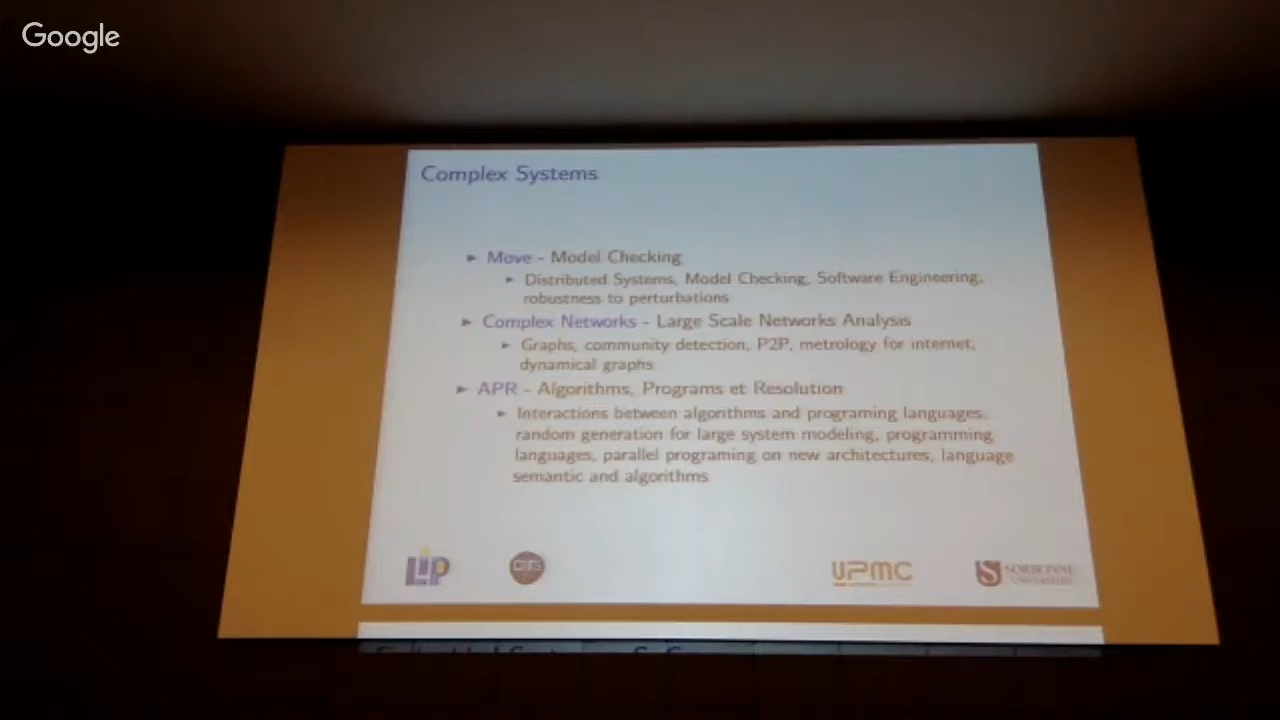 Google
Complex Systems
Move - Model Checking
Distributed Systems, Model Checking, Software Engineering,
robustness to perturbations
Complex Networks - Large Scale Networks Analysis
Graphs, community detection, P2P, metrology for internet,
dynamical graphs
APR - Algorithms, Programs et Resolution
Interactions between algorithms and programing languages,
random generation for large system modeling, programming
languages, parallel programing on new architectures, language
semantic and algorithms
LIP
cnrs
UPMC
SORBONNE
UNIVERSITÉS